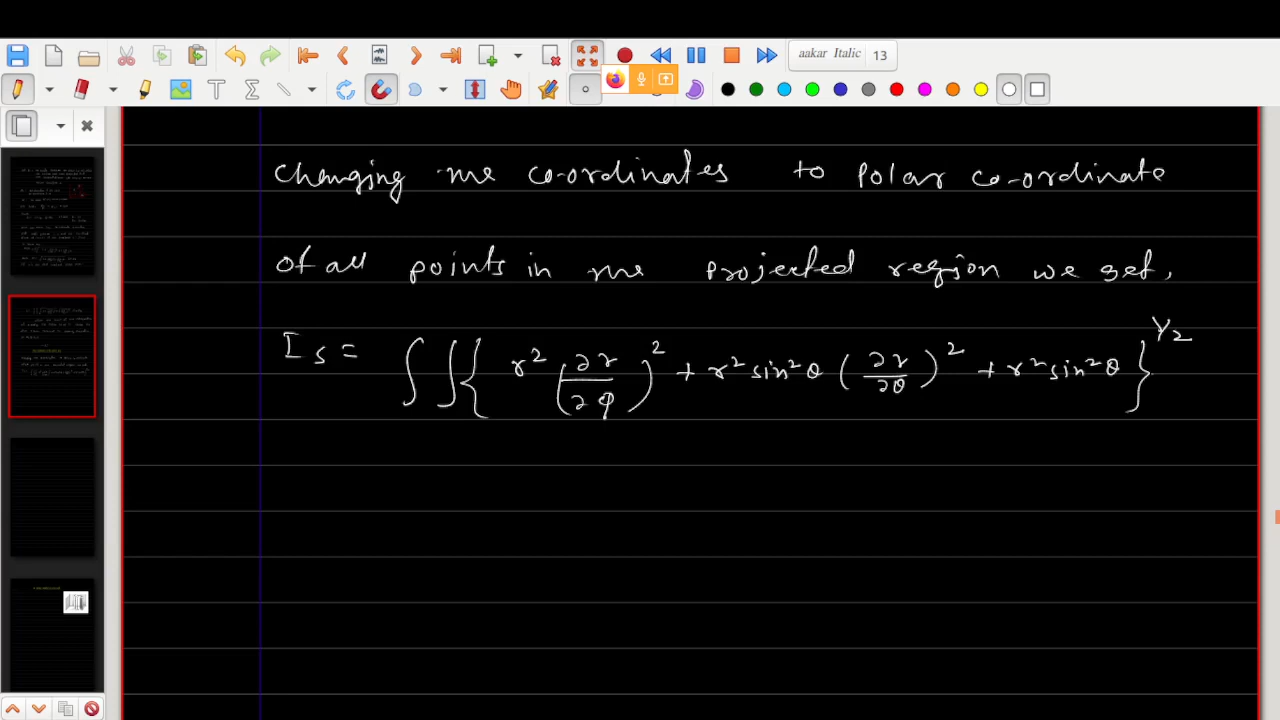 aakar Italic 13
Changing the co-ordinates to Polar co-ordinate
Of all points in the projected region we get,
I = ∫∫{r² (∂r/∂φ)² + r² sin²θ (∂r/∂θ)² + r² sin²θ}^1/2